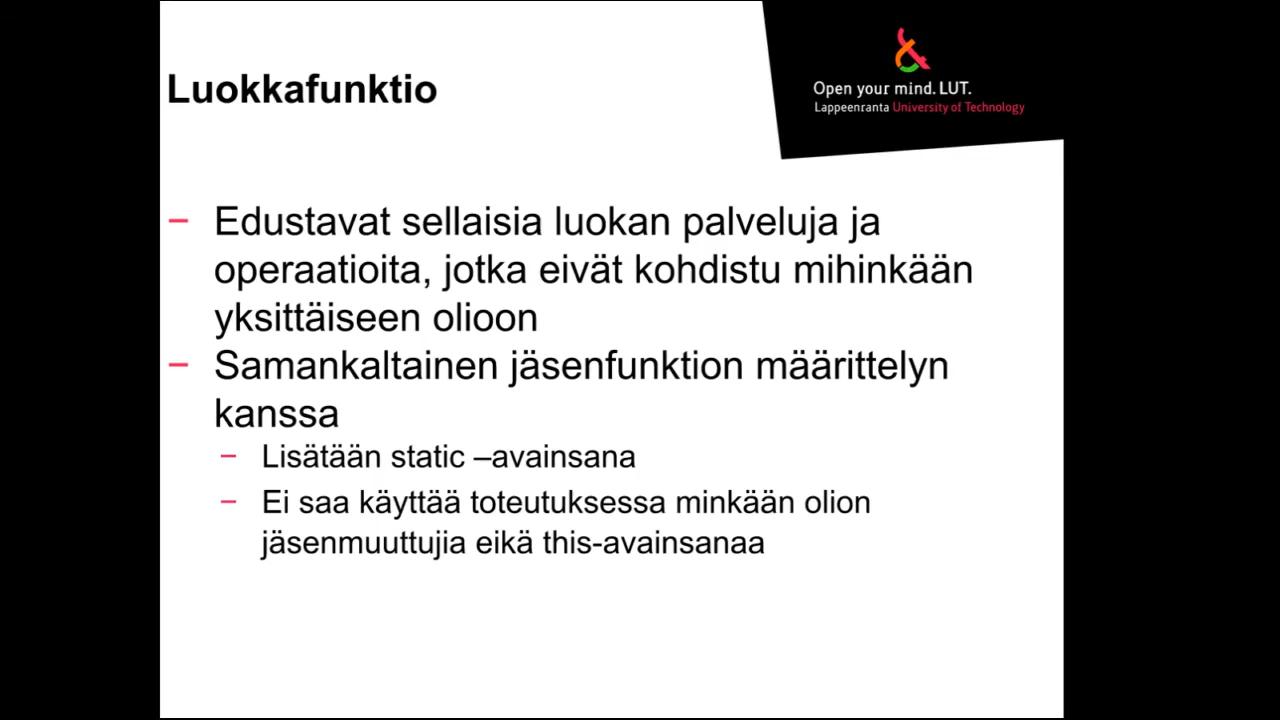 Luokkafunktio
Open your mind. LUT.
Lappeenranta University of Technology
– Edustavat sellaisia luokan palveluja ja
operaatioita, jotka eivät kohdistu mihinkään
yksittäiseen olioon
– Samankaltainen jäsenfunktion määrittelyn
kanssa
– Lisätään static –avainsana
– Ei saa käyttää toteutuksessa minkään olion
jäsenmuuttujia eikä this-avainsanaa